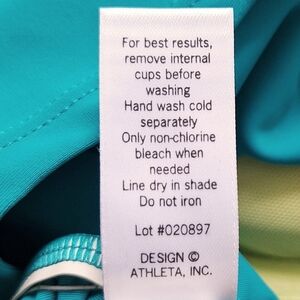 For best results,
remove internal
cups before
washing
Hand wash cold
separately
Only non-chlorine
bleach when
needed
Line dry in shade
Do not iron
Lot #020897
DESIGN ©
ATHLETA, INC.